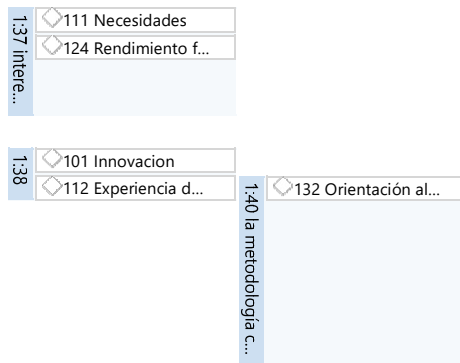 1:37 intere...
111 Necesidades
124 Rendimiento f...
1:38
101 Innovacion
112 Experiencia d...
1:40 la metodología c...
132 Orientación al...